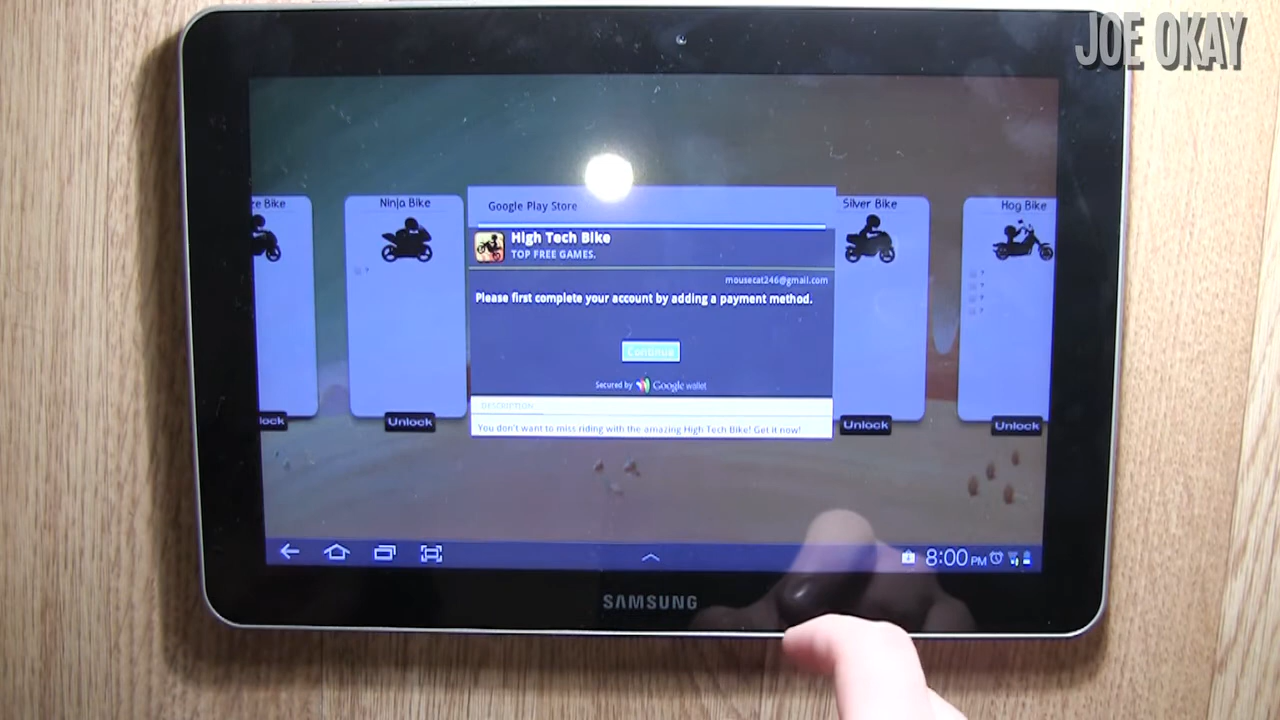 JOE OKAY
ze Bike
Ninja Bike
Google Play Store
Silver Bike
Hog Bike
High Tech Bike
TOP FREE GAMES.
mousecat246@gmail.com
Please first complete your account by adding a payment method.
Continue
Secured by Google wallet
DESCRIPTION
You don't want to miss riding with the amazing High Tech Bike! Get it now!
lock
Unlock
Unlock
Unlock
8:00 PM
SAMSUNG